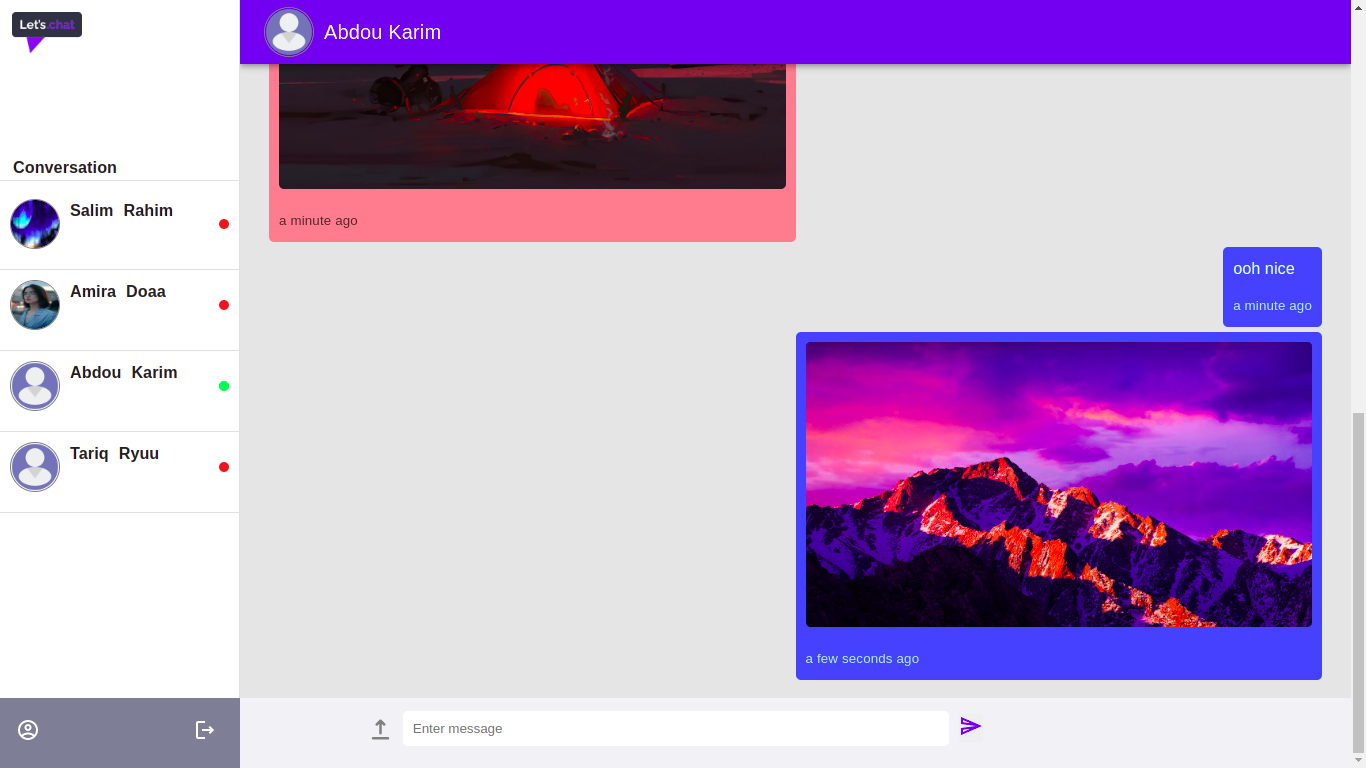 Let's.chat
Conversation
Salim Rahim
Amira Doaa
Abdou Karim
Tariq Ryuu
Abdou Karim
a minute ago
ooh nice
a minute ago
a few seconds ago
Enter message